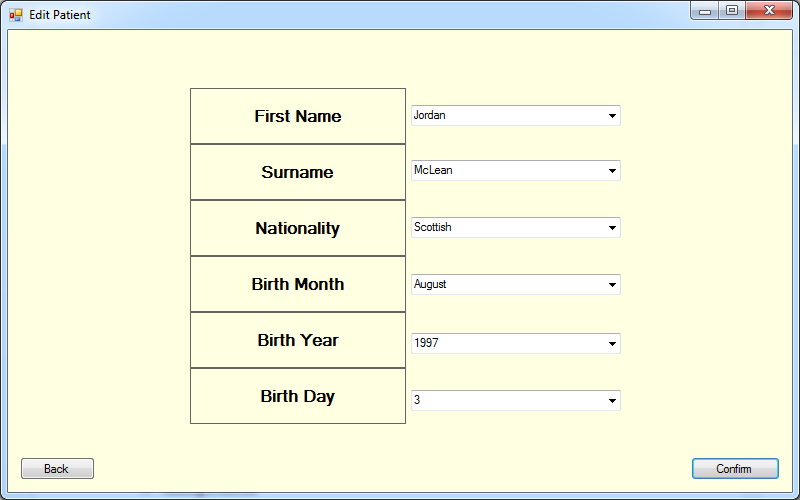 Edit Patient
First Name Jordan
Surname McLean
Nationality Scottish
Birth Month August
Birth Year 1997
Birth Day 3
Back Confirm